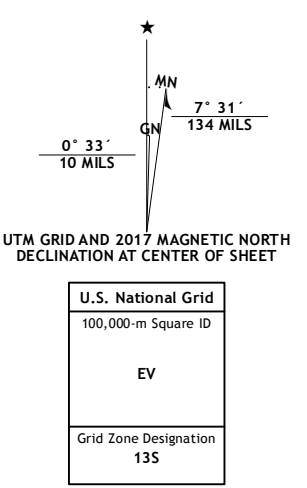 ★
MN
7° 31´
134 MILS
GN
0° 33´
10 MILS
UTM GRID AND 2017 MAGNETIC NORTH
DECLINATION AT CENTER OF SHEET
U.S. National Grid
100,000-m Square ID
EV
Grid Zone Designation
13S